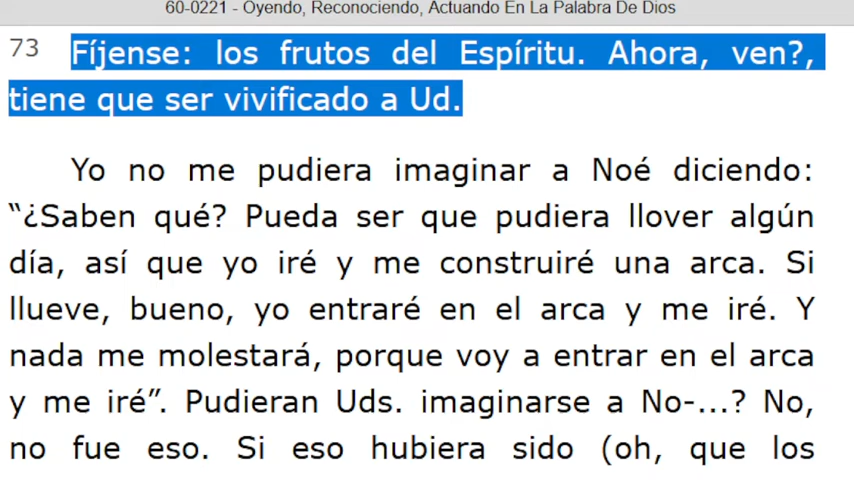 60-0221 - Oyendo, Reconociendo, Actuando En La Palabra De Dios
73 Fíjense: los frutos del Espíritu. Ahora, ven?,
tiene que ser vivificado a Ud.
Yo no me pudiera imaginar a Noé diciendo:
“¿Saben qué? Pueda ser que pudiera llover algún
día, así que yo iré y me construiré una arca. Si
llueve, bueno, yo entraré en el arca y me iré. Y
nada me molestará, porque voy a entrar en el arca
y me iré”. Pudieran Uds. imaginarse a No-...? No,
no fue eso. Si eso hubiera sido (oh, que los